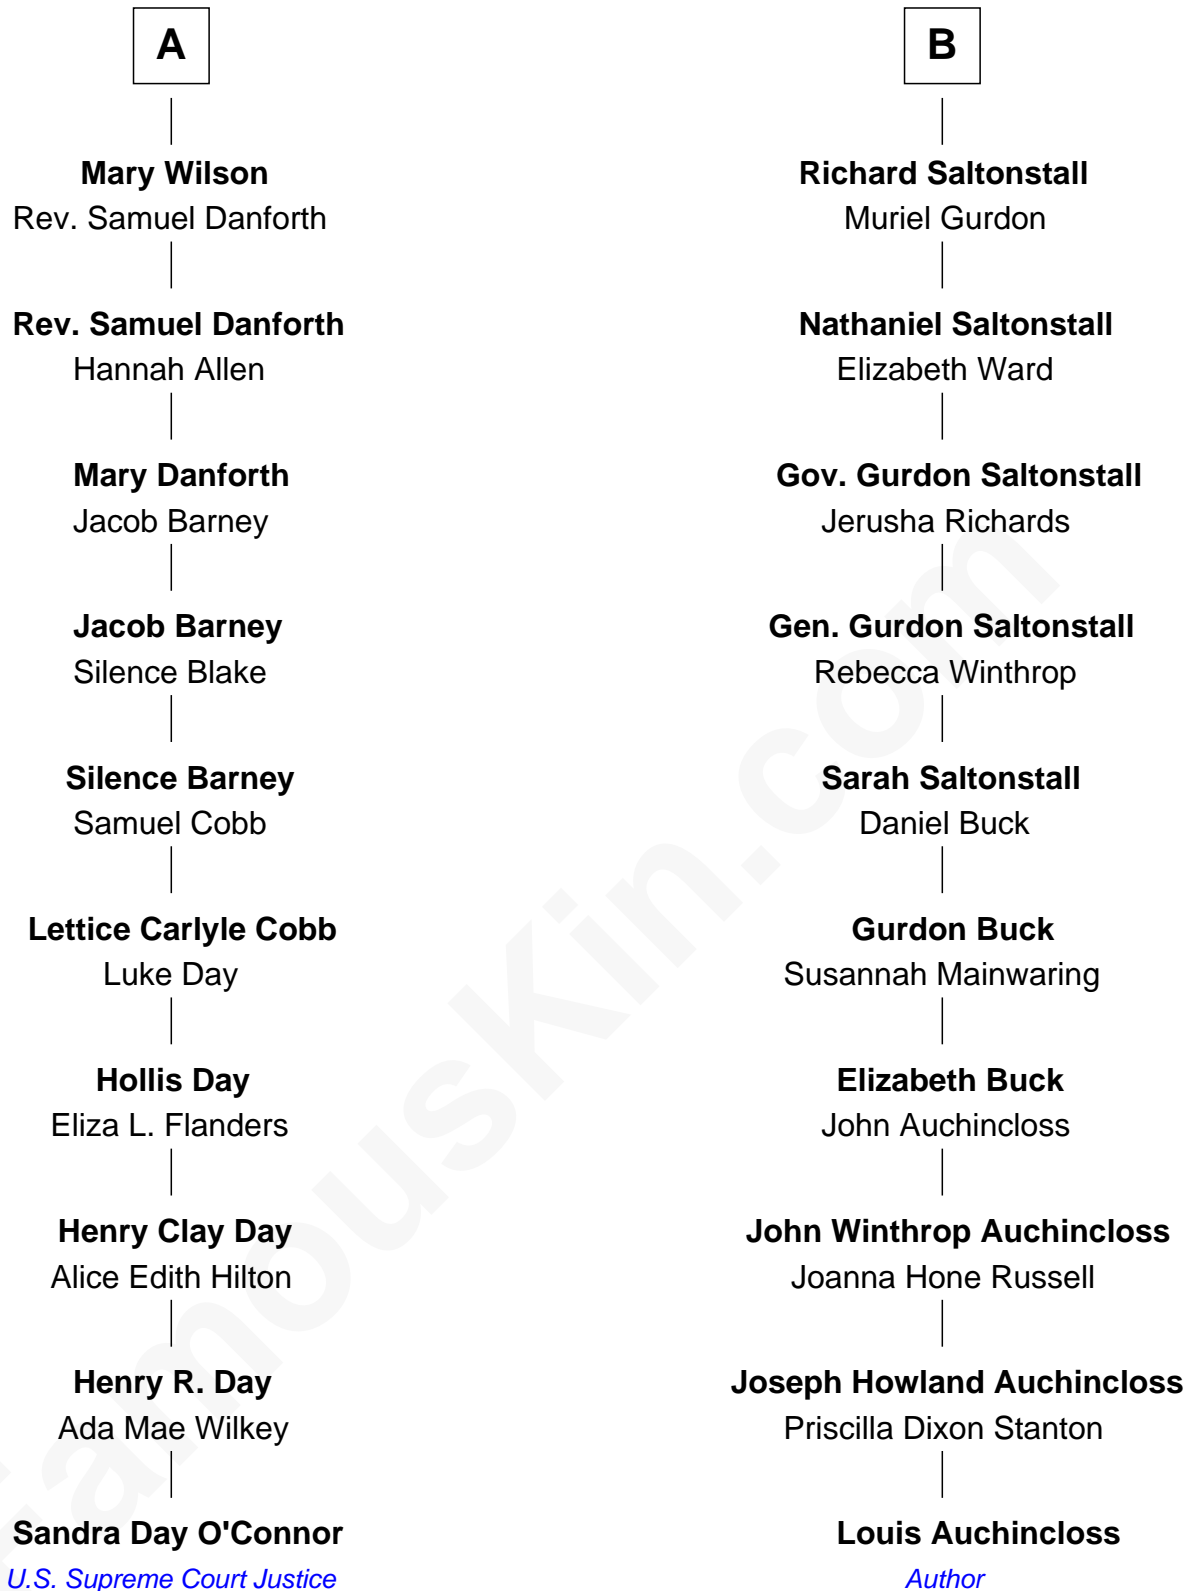 A
Mary Wilson
Rev. Samuel Danforth
Rev. Samuel Danforth
Hannah Allen
Mary Danforth
Jacob Barney
Jacob Barney
Silence Blake
Silence Barney
Samuel Cobb
Lettice Carlyle Cobb
Luke Day
Hollis Day
Eliza L. Flanders
Henry Clay Day
Alice Edith Hilton
Henry R. Day
Ada Mae Wilkey
Sandra Day O'Connor
U.S. Supreme Court Justice
B
Richard Saltonstall
Muriel Gurdon
Nathaniel Saltonstall
Elizabeth Ward
Gov. Gurdon Saltonstall
Jerusha Richards
Gen. Gurdon Saltonstall
Rebecca Winthrop
Sarah Saltonstall
Daniel Buck
Gurdon Buck
Susannah Mainwaring
Elizabeth Buck
John Auchincloss
John Winthrop Auchincloss
Joanna Hone Russell
Joseph Howland Auchincloss
Priscilla Dixon Stanton
Louis Auchincloss
Author
FamousKin.com